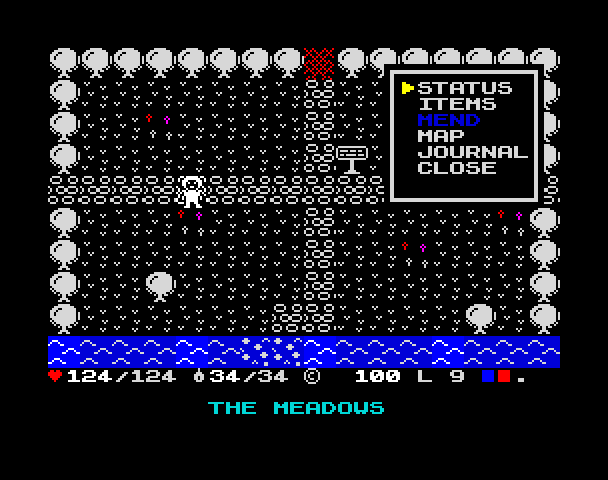 STATUS
ITEMS
MEND
MAP
JOURNAL
CLOSE
124/124 34/34 © 100 L 9 .
THE MEADOWS